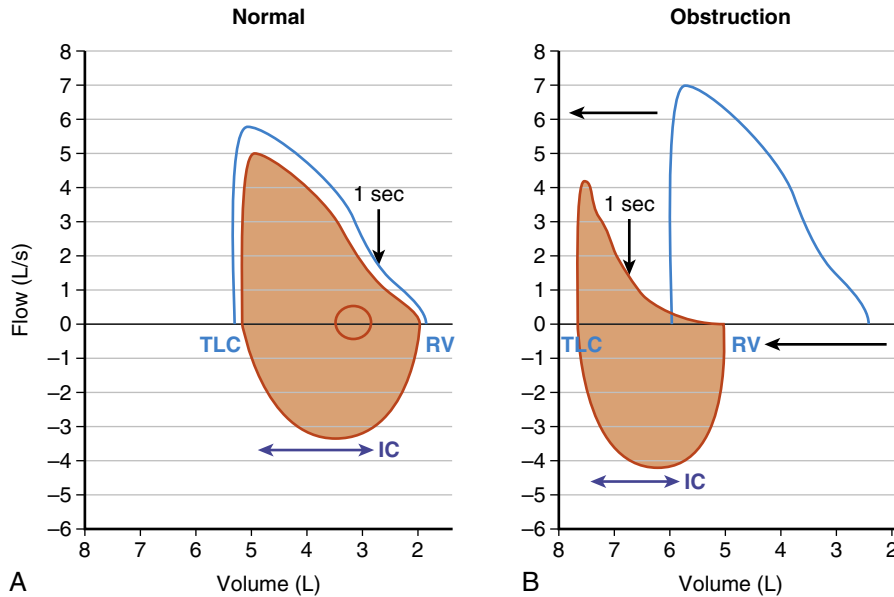 Normal
8
7
6
5
4
3
2
1
0
–1
–2
–3
–4
–5
–6
Flow (L/s)
1 sec
TLC
RV
IC
8 7 6 5 4 3 2
Volume (L)
A
Obstruction
8
7
6
5
4
3
2
1
0
–1
–2
–3
–4
–5
–6
1 sec
TLC
RV
IC
8 7 6 5 4 3 2
Volume (L)
B